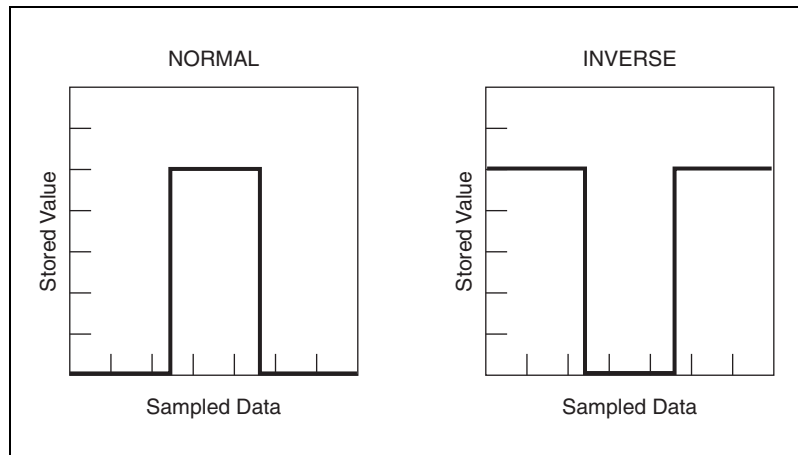 NORMAL
Stored Value
Sampled Data
INVERSE
Stored Value
Sampled Data